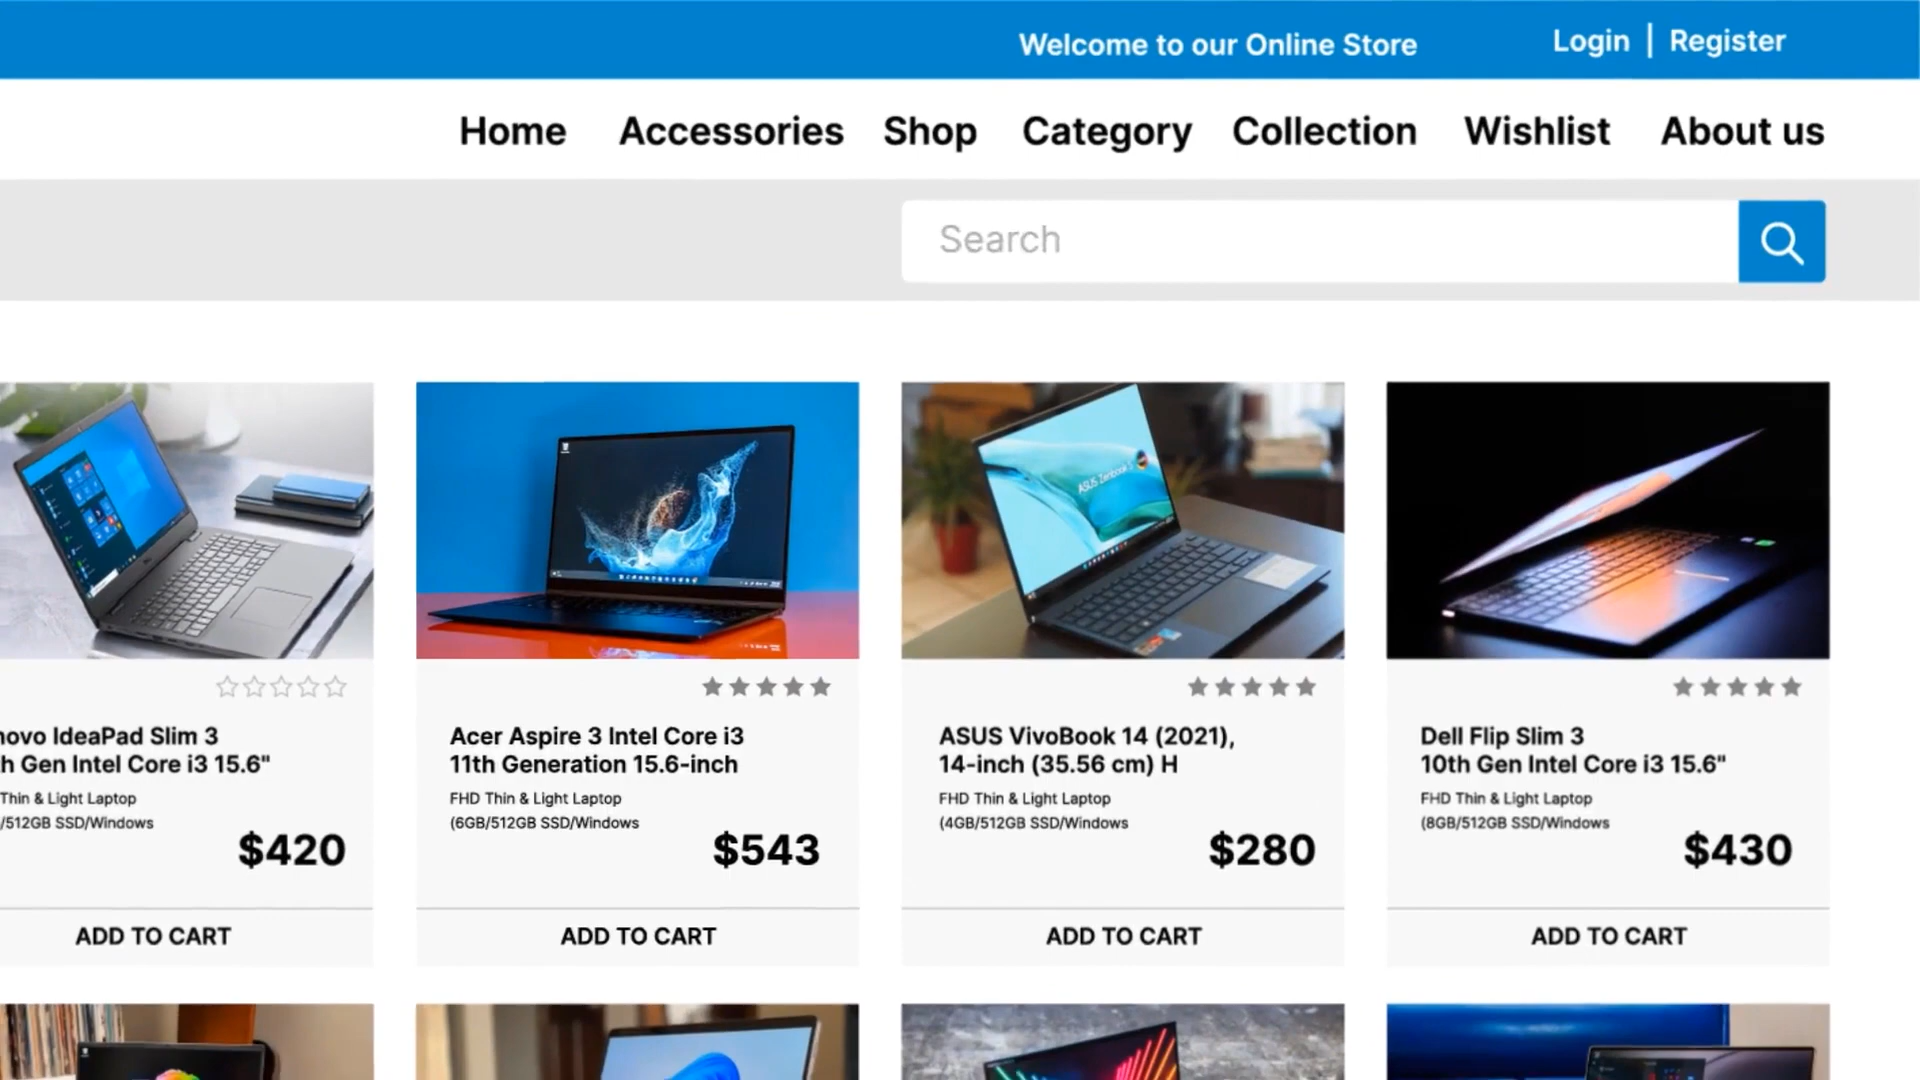 Welcome to our Online Store
Login | Register
Home Accessories Shop Category Collection Wishlist About us
Search
novo IdeaPad Slim 3
h Gen Intel Core i3 15.6"
Thin & Light Laptop
/512GB SSD/Windows
$420
ADD TO CART
Acer Aspire 3 Intel Core i3
11th Generation 15.6-inch
FHD Thin & Light Laptop
(6GB/512GB SSD/Windows
$543
ADD TO CART
ASUS Zenbook S
ASUS VivoBook 14 (2021),
14-inch (35.56 cm) H
FHD Thin & Light Laptop
(4GB/512GB SSD/Windows
$280
ADD TO CART
Dell Flip Slim 3
10th Gen Intel Core i3 15.6"
FHD Thin & Light Laptop
(8GB/512GB SSD/Windows
$430
ADD TO CART